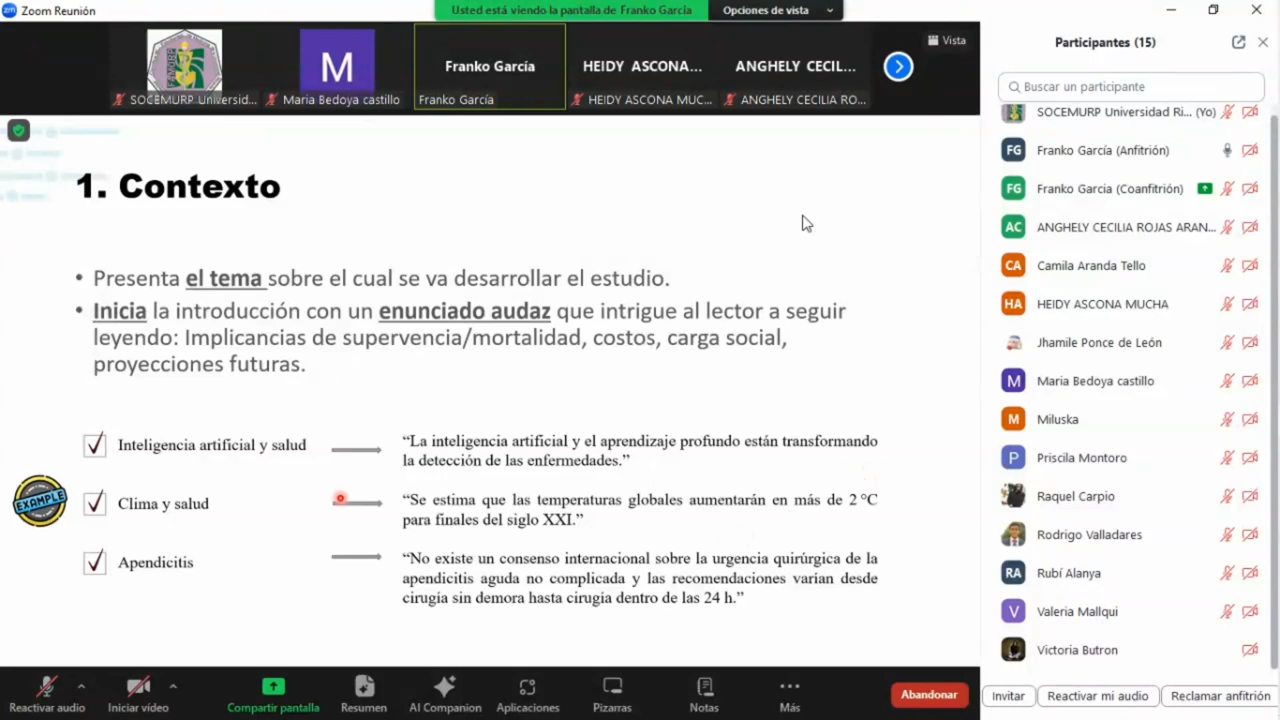 Zoom Reunión
Usted está viendo la pantalla de Franko García
Opciones de vista
Vista
M
Franko García
HEIDY ASCONA...
ANGHELY CECIL...
SOCEMURP Universid...
Maria Bedoya castillo
Franko García
HEIDY ASCONA MUC...
ANGHELY CECILIA RO...
1. Contexto
• Presenta el tema sobre el cual se va desarrollar el estudio.
• Inicia la introducción con un enunciado audaz que intrigue al lector a seguir
leyendo: Implicancias de supervencia/mortalidad, costos, carga social,
proyecciones futuras.
Inteligencia artificial y salud
“La inteligencia artificial y el aprendizaje profundo están transformando
la detección de las enfermedades.”
EXAMPLE
Clima y salud
“Se estima que las temperaturas globales aumentarán en más de 2 °C
para finales del siglo XXI.”
Apendicitis
“No existe un consenso internacional sobre la urgencia quirúrgica de la
apendicitis aguda no complicada y las recomendaciones varían desde
cirugía sin demora hasta cirugía dentro de las 24 h.”
Participantes (15)
Buscar un participante
SOCEMURP Universidad Ri... (Yo)
FG Franko García (Anfitrión)
FG Franko Garcia (Coanfitrión)
AC ANGHELY CECILIA ROJAS ARAN...
CA Camila Aranda Tello
HA HEIDY ASCONA MUCHA
Jhamile Ponce de León
M Maria Bedoya castillo
M Miluska
P Priscila Montoro
Raquel Carpio
Rodrigo Valladares
RA Rubí Alanya
V Valeria Mallqui
Victoria Butron
Invitar
Reactivar mi audio
Reclamar anfitrión
Reactivar audio
Iniciar vídeo
Compartir pantalla
Resumen
AI Companion
Aplicaciones
Pizarras
Notas
Más
Abandonar